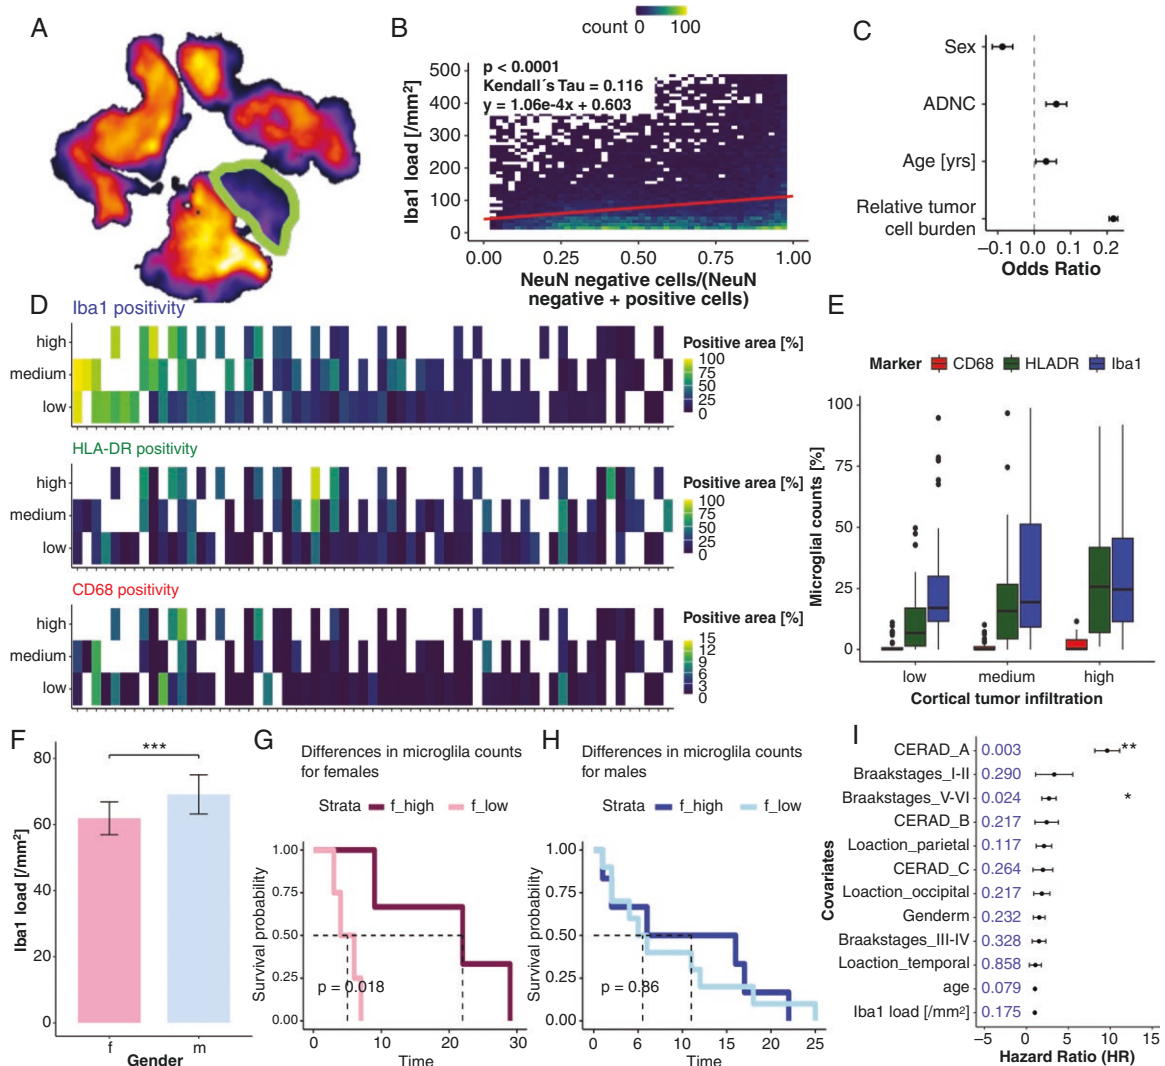 A
B
count 0 100
p < 0.0001
Kendall´s Tau = 0.116
y = 1.06e-4x + 0.603
Iba1 load [/mm²]
500
400
300
200
100
0
0.00 0.25 0.50 0.75 1.00
NeuN negative cells/(NeuN
negative + positive cells)
C
Sex
ADNC
Age [yrs]
Relative tumor
cell burden
−0.1 0.0 0.1 0.2
Odds Ratio
D
Iba1 positivity
high
medium
low
Positive area [%]
100
75
50
25
0
HLA-DR positivity
high
medium
low
Positive area [%]
100
75
50
25
0
CD68 positivity
high
medium
low
Positive area [%]
15
12
9
6
3
0
E
Marker CD68 HLADR Iba1
Microglial counts [%]
100
75
50
25
0
low medium high
Cortical tumor infiltration
F
Iba1 load [/mm²]
80
60
40
20
0
***
f m
Gender
G
Differences in microglila counts
for females
Strata f_high f_low
Survival probability
1.00
0.75
0.50
0.25
0.00
p = 0.018
0 10 20 30
Time
H
Differences in microglila counts
for males
Strata f_high f_low
Survival probability
1.00
0.75
0.50
0.25
0.00
p = 0.86
0 6 10 17 20 25
Time
I
Covariates
CERAD_A 0.003 **
Braakstages_I-II 0.290
Braakstages_V-VI 0.024 *
CERAD_B 0.217
Loaction_parietal 0.117
CERAD_C 0.264
Loaction_occipital 0.217
Genderm 0.232
Braakstages_III-IV 0.328
Loaction_temporal 0.858
age 0.079
Iba1 load [/mm²] 0.175
−5 0 5 10 15
Hazard Ratio (HR)